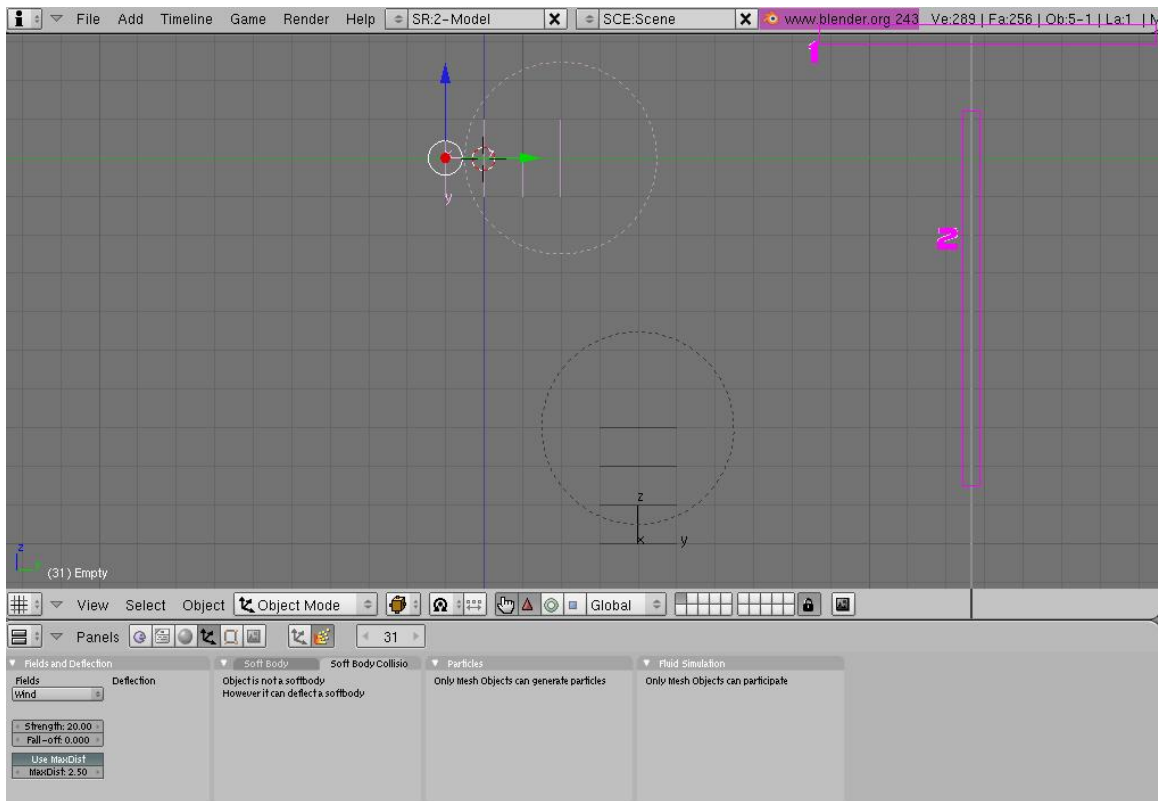 File Add Timeline Game Render Help SR:2-Model SCE:Scene www.blender.org 243 Ve:289 | Fa:256 | Ob:5-1 | La:1 | M
1
y
2
z
x y
z
y
(31) Empty
View Select Object Object Mode Global
Panels 31
Fields and Deflection Soft Body Soft Body Collisio Particles Fluid Simulation
Fields Deflection Object is not a softbody Only Mesh Objects can generate particles Only Mesh Objects can participate
Wind However it can deflect a softbody
Strength: 20.00
Fall-off: 0.000
Use MaxDist
MaxDist: 2.50